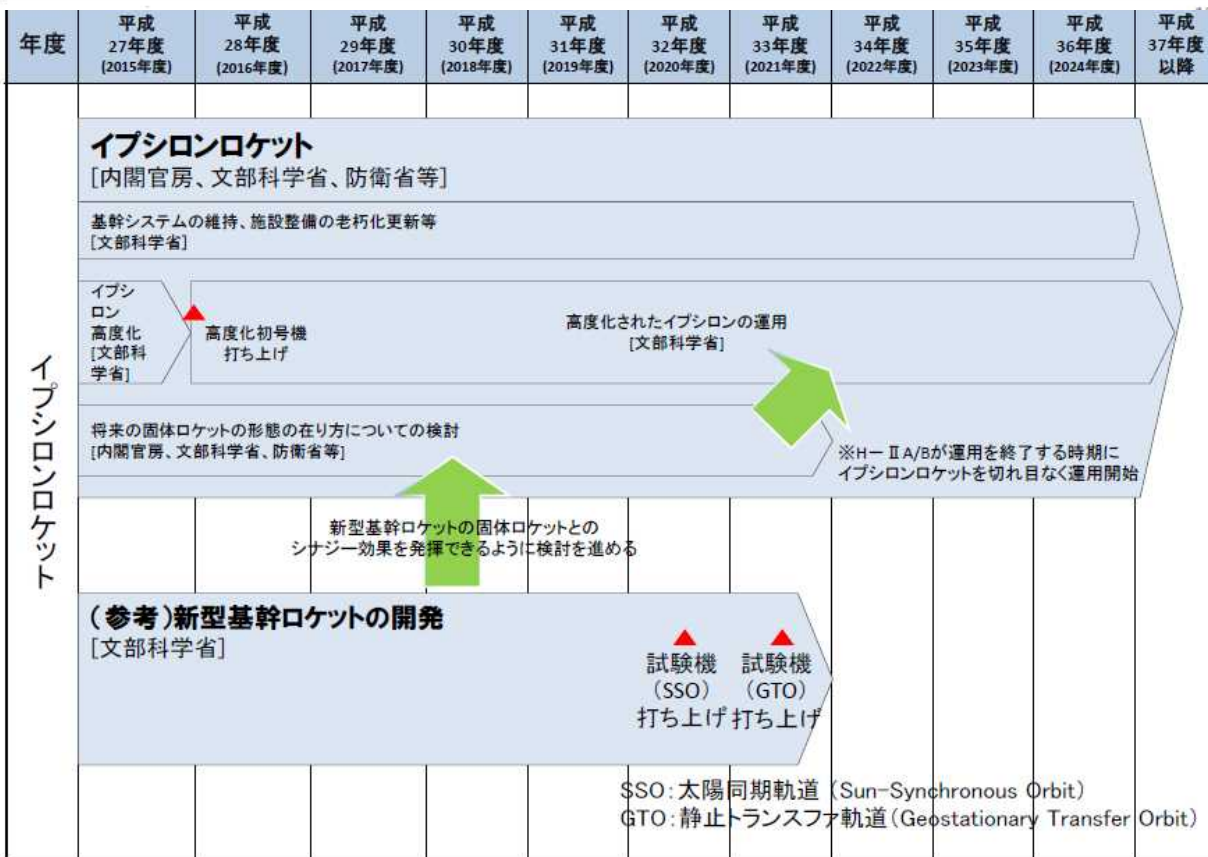 年度
平成
27年度
(2015年度)
平成
28年度
(2016年度)
平成
29年度
(2017年度)
平成
30年度
(2018年度)
平成
31年度
(2019年度)
平成
32年度
(2020年度)
平成
33年度
(2021年度)
平成
34年度
(2022年度)
平成
35年度
(2023年度)
平成
36年度
(2024年度)
平成
37年度
以降
イプシロンロケット
イプシロンロケット
[内閣官房、文部科学省、防衛省等]
基幹システムの維持、施設整備の老朽化更新等
[文部科学省]
イプシ
ロン
高度化
[文部科
学省]
高度化初号機
打ち上げ
高度化されたイプシロンの運用
[文部科学省]
将来の固体ロケットの形態の在り方についての検討
[内閣官房、文部科学省、防衛省等]
※HーⅡA/Bが運用を終了する時期に
イプシロンロケットを切れ目なく運用開始
新型基幹ロケットの固体ロケットとの
シナジー効果を発揮できるように検討を進める
(参考)新型基幹ロケットの開発
[文部科学省]
試験機
(SSO)
打ち上げ
試験機
(GTO)
打ち上げ
SSO:太陽同期軌道(Sun-Synchronous Orbit)
GTO:静止トランスファ軌道(Geostationary Transfer Orbit)